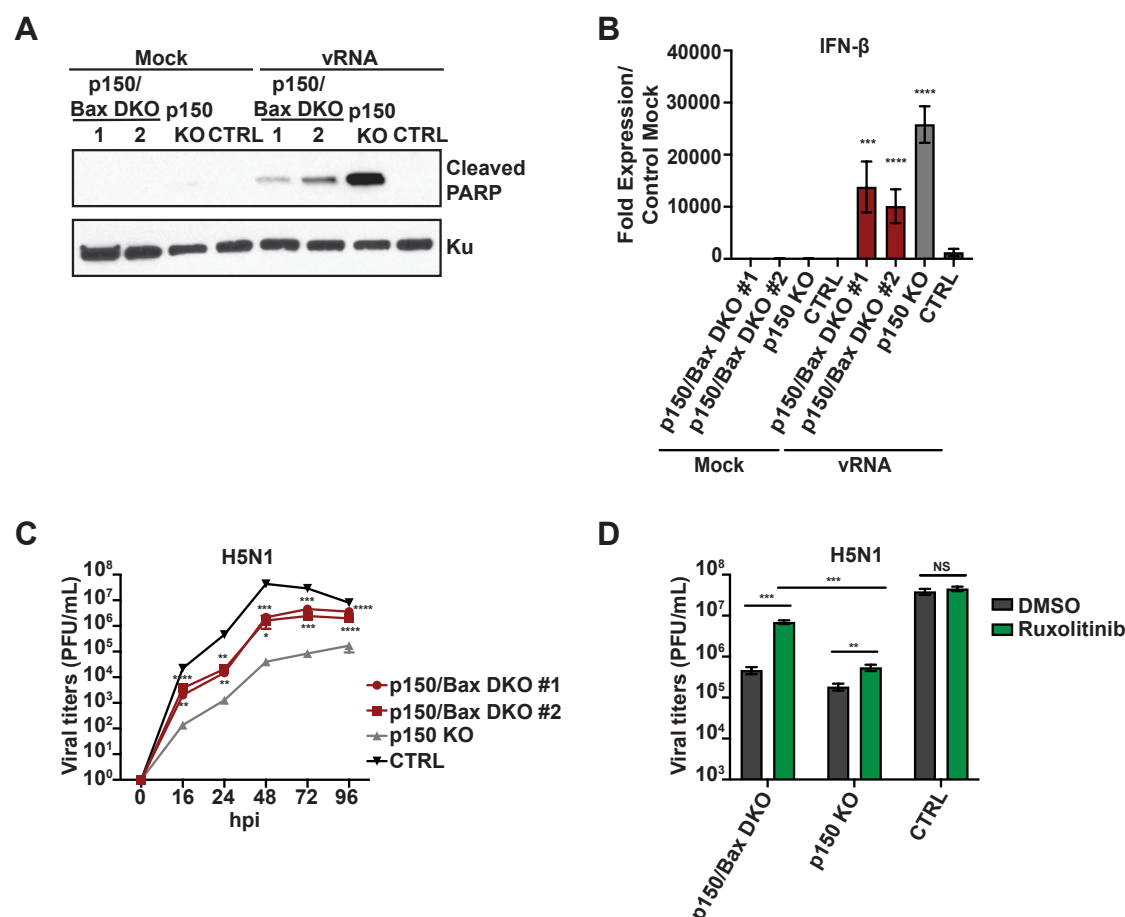 A
Mock vRNA
p150/ p150/
Bax DKO p150 Bax DKO p150
1 2 KO CTRL 1 2 KO CTRL
Cleaved
PARP
Ku
B
IFN-β
Fold Expression/
Control Mock
40000
30000
20000
10000
0
***
****
****
p150/Bax DKO #1
p150/Bax DKO #2
p150 KO
CTRL
p150/Bax DKO #1
p150/Bax DKO #2
p150 KO
CTRL
Mock vRNA
C
H5N1
Viral titers (PFU/mL)
10⁸
10⁷
10⁶
10⁵
10⁴
10³
10²
10¹
10⁰
**** ** *** *** ****
** ** * *** ****
0 16 24 48 72 96
hpi
p150/Bax DKO #1
p150/Bax DKO #2
p150 KO
CTRL
D
H5N1
Viral titers (PFU/mL)
10⁸
10⁷
10⁶
10⁵
10⁴
10³
*** *** ** NS
DMSO
Ruxolitinib
p150/Bax DKO
p150 KO
CTRL